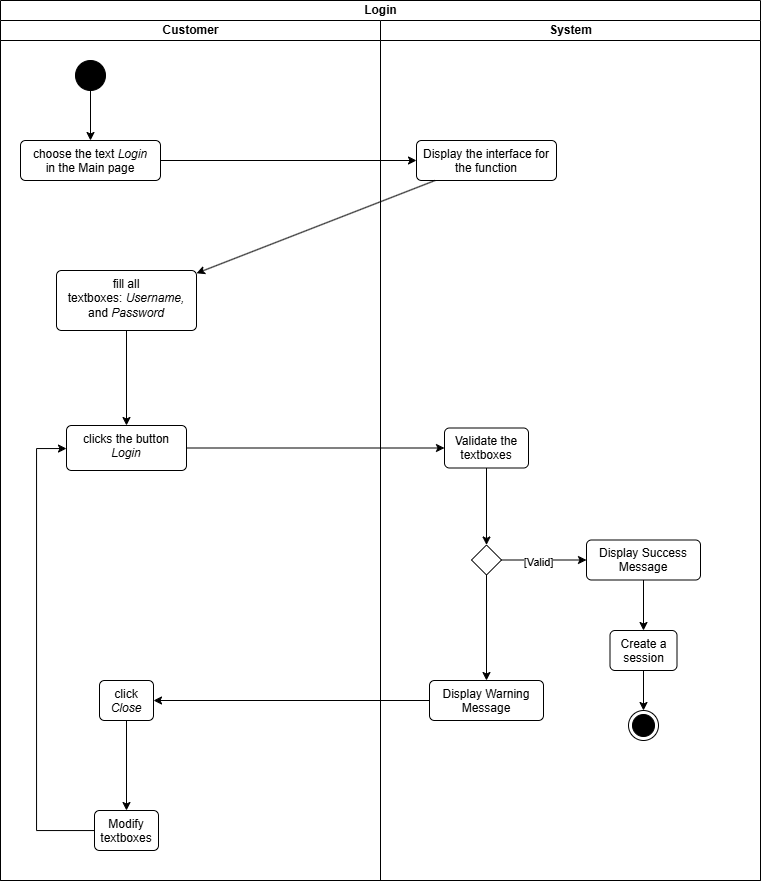 Login
Customer
System
choose the text Login
in the Main page
Display the interface for
the function
fill all
textboxes: Username,
and Password
clicks the button
Login
Validate the
textboxes
[Valid]
Display Success
Message
Create a
session
click
Close
Display Warning
Message
Modify
textboxes